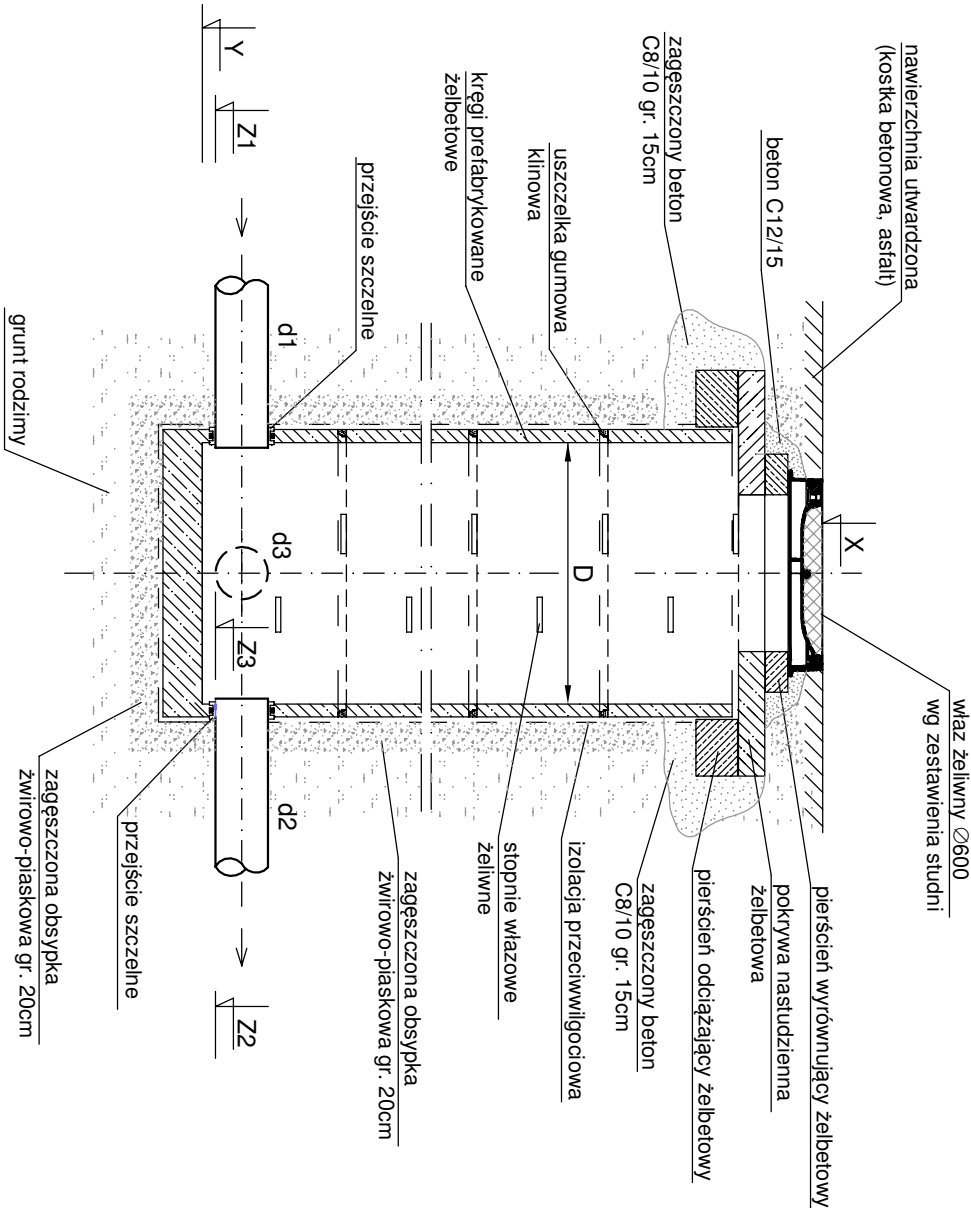 nawierzchnia utwardzona
(kostka betonowa, asfalt)
beton C12/15
zagęszczony beton
C8/10 gr. 15cm
uszczelka gumowa
klinowa
kręgi prefabrykowane
żelbetowe
przejście szczelne
Y
Z1
d1
grunt rodzimy
X
D
d3
Z3
właz żeliwny ∅600
wg zestawienia studni
pierścień wyrównujący żelbetowy
pokrywa nastudzienna
żelbetowa
pierścień odciążający żelbetowy
zagęszczony beton
C8/10 gr. 15cm
izolacja przeciwwilgociowa
stopnie włazowe
żeliwne
zagęszczona obsypka
żwirowo-piaskowa gr. 20cm
d2
Z2
przejście szczelne
zagęszczona obsypka
żwirowo-piaskowa gr. 20cm